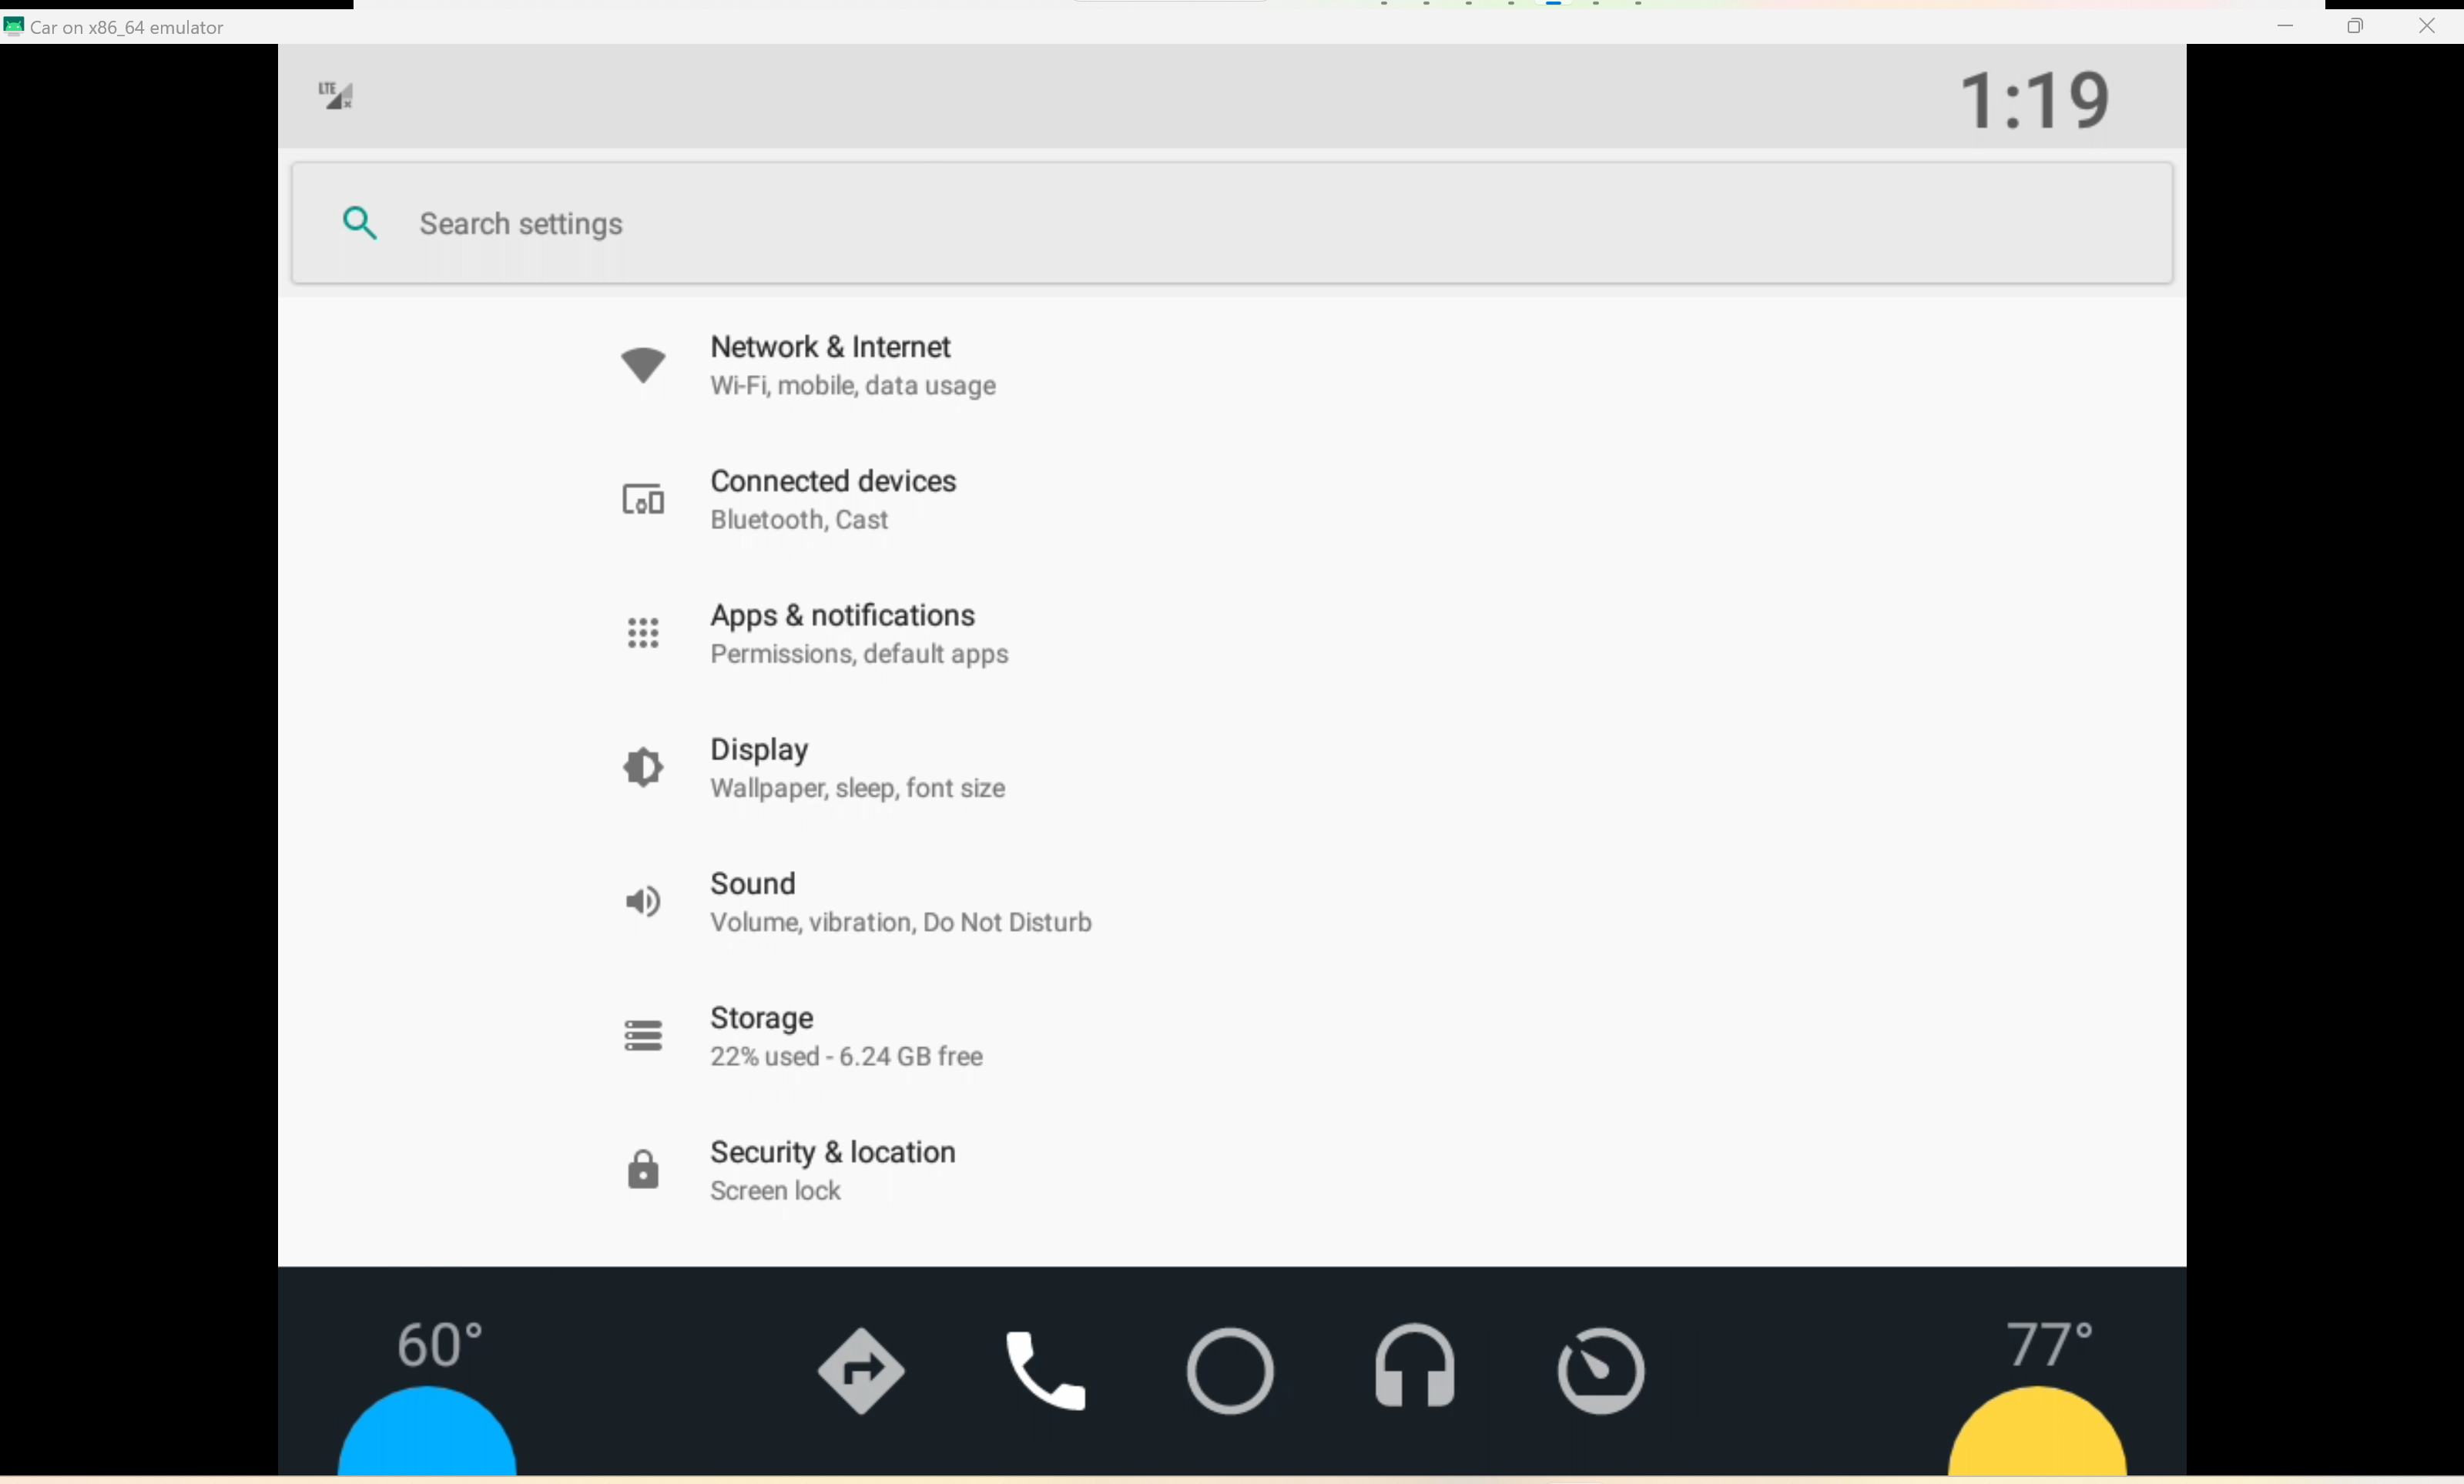 Car on x86_64 emulator
LTE
1:19
Search settings
Network & Internet
Wi-Fi, mobile, data usage
Connected devices
Bluetooth, Cast
Apps & notifications
Permissions, default apps
Display
Wallpaper, sleep, font size
Sound
Volume, vibration, Do Not Disturb
Storage
22% used - 6.24 GB free
Security & location
Screen lock
60°
77°